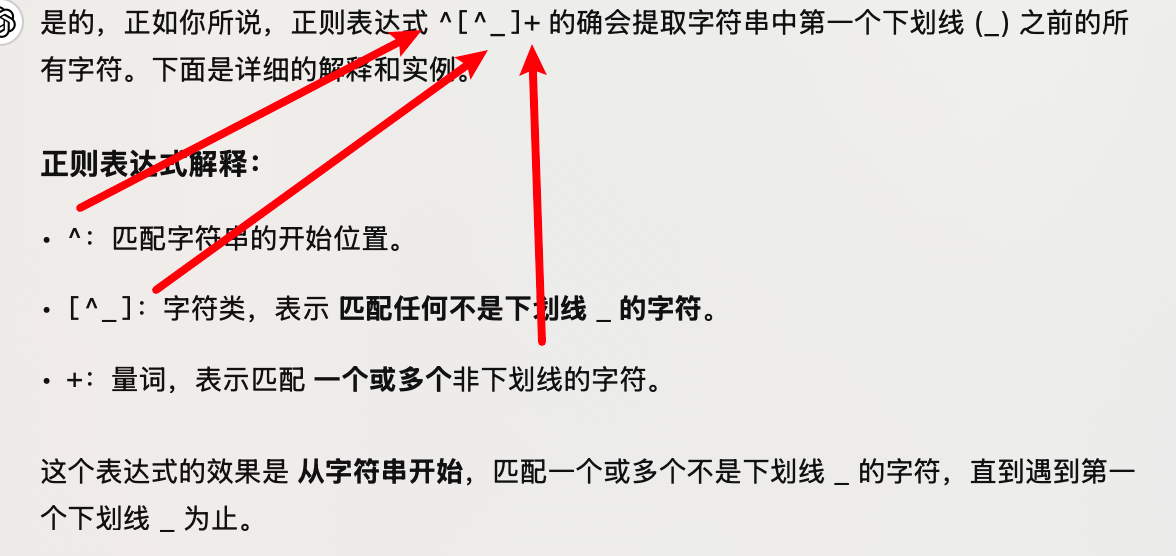 是的，正如你所说，正则表达式 ^[^_]+ 的确会提取字符串中第一个下划线 (_) 之前的所
有字符。下面是详细的解释和实例。
正则表达式解释：
• ^：匹配字符串的开始位置。
• [^_]：字符类，表示 匹配任何不是下划线 _ 的字符。
• +：量词，表示匹配 一个或多个非下划线的字符。
这个表达式的效果是 从字符串开始，匹配一个或多个不是下划线 _ 的字符，直到遇到第一
个下划线 _ 为止。